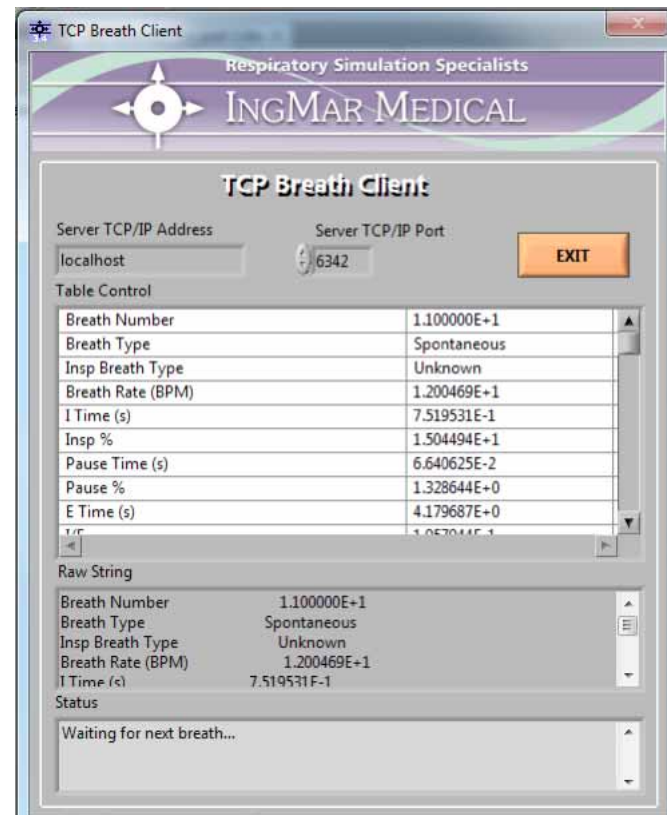 TCP Breath Client
Respiratory Simulation Specialists
INGMAR MEDICAL
TCP Breath Client
Server TCP/IP Address Server TCP/IP Port
localhost 6342 EXIT
Table Control
Breath Number 1.100000E+1
Breath Type Spontaneous
Insp Breath Type Unknown
Breath Rate (BPM) 1.200469E+1
I Time (s) 7.519531E-1
Insp % 1.504494E+1
Pause Time (s) 6.640625E-2
Pause % 1.328644E+0
E Time (s) 4.179687E+0
Raw String
Breath Number 1.100000E+1
Breath Type Spontaneous
Insp Breath Type Unknown
Breath Rate (BPM) 1.200469E+1
I Time (s) 7.519531E-1
Status
Waiting for next breath...